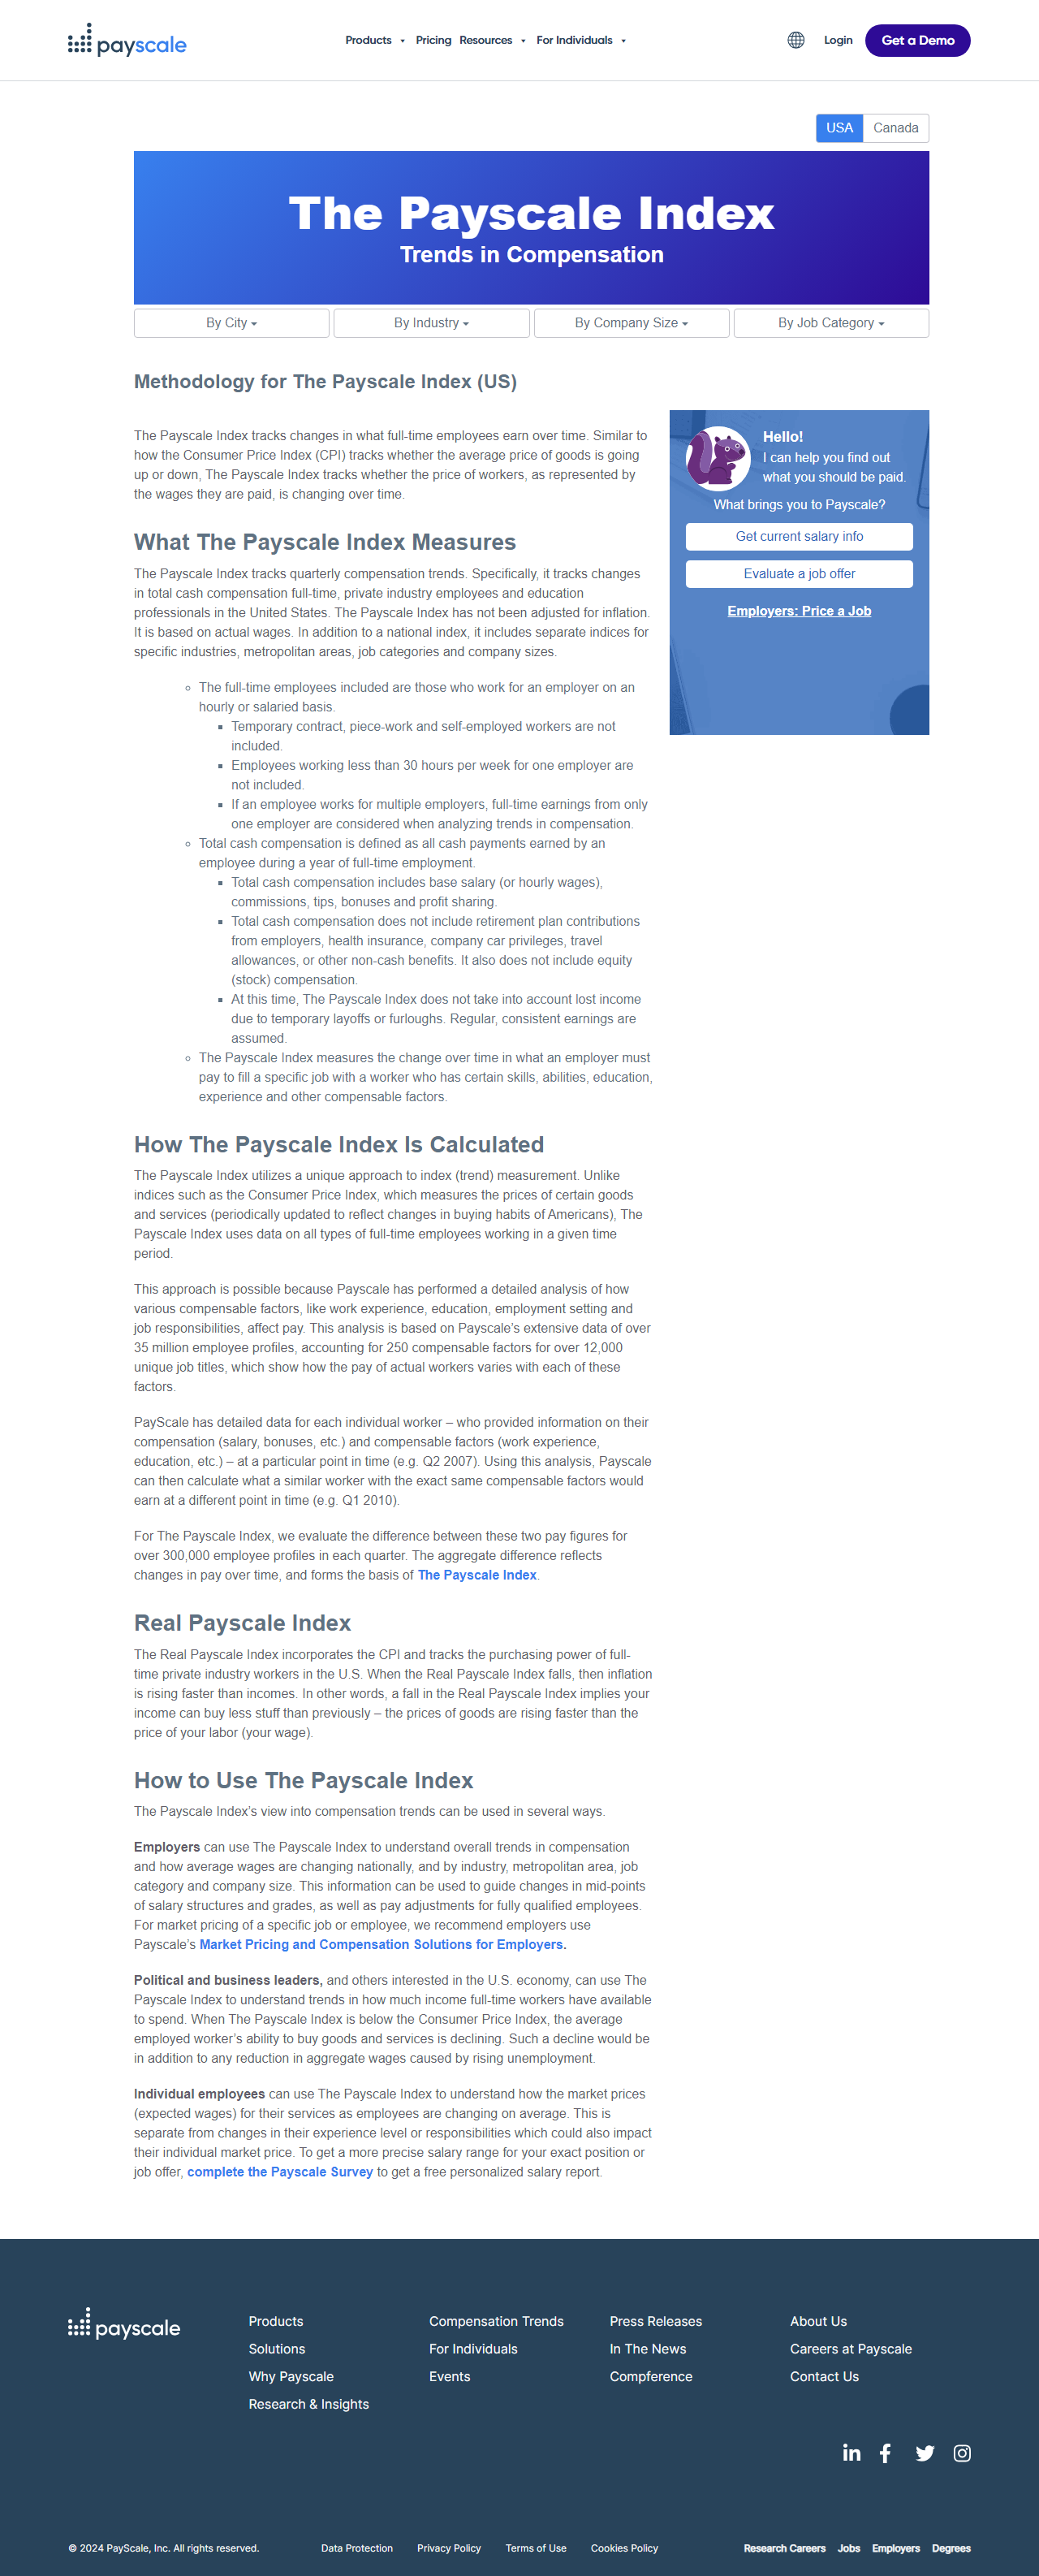 payscale
Products Pricing Resources For Individuals
Login Get a Demo
USA Canada
The Payscale Index
Trends in Compensation
By City By Industry By Company Size By Job Category
Methodology for The Payscale Index (US)
The Payscale Index tracks changes in what full-time employees earn over time. Similar to
how the Consumer Price Index (CPI) tracks whether the average price of goods is going
up or down, The Payscale Index tracks whether the price of workers, as represented by
the wages they are paid, is changing over time.
Hello!
I can help you find out
what you should be paid.
What brings you to Payscale?
Get current salary info
Evaluate a job offer
Employers: Price a Job
What The Payscale Index Measures
The Payscale Index tracks quarterly compensation trends. Specifically, it tracks changes
in total cash compensation full-time, private industry employees and education
professionals in the United States. The Payscale Index has not been adjusted for inflation.
It is based on actual wages. In addition to a national index, it includes separate indices for
specific industries, metropolitan areas, job categories and company sizes.
The full-time employees included are those who work for an employer on an
hourly or salaried basis.
Temporary contract, piece-work and self-employed workers are not
included.
Employees working less than 30 hours per week for one employer are
not included.
If an employee works for multiple employers, full-time earnings from only
one employer are considered when analyzing trends in compensation.
Total cash compensation is defined as all cash payments earned by an
employee during a year of full-time employment.
Total cash compensation includes base salary (or hourly wages),
commissions, tips, bonuses and profit sharing.
Total cash compensation does not include retirement plan contributions
from employers, health insurance, company car privileges, travel
allowances, or other non-cash benefits. It also does not include equity
(stock) compensation.
At this time, The Payscale Index does not take into account lost income
due to temporary layoffs or furloughs. Regular, consistent earnings are
assumed.
The Payscale Index measures the change over time in what an employer must
pay to fill a specific job with a worker who has certain skills, abilities, education,
experience and other compensable factors.
How The Payscale Index Is Calculated
The Payscale Index utilizes a unique approach to index (trend) measurement. Unlike
indices such as the Consumer Price Index, which measures the prices of certain goods
and services (periodically updated to reflect changes in buying habits of Americans), The
Payscale Index uses data on all types of full-time employees working in a given time
period.
This approach is possible because Payscale has performed a detailed analysis of how
various compensable factors, like work experience, education, employment setting and
job responsibilities, affect pay. This analysis is based on Payscale’s extensive data of over
35 million employee profiles, accounting for 250 compensable factors for over 12,000
unique job titles, which show how the pay of actual workers varies with each of these
factors.
PayScale has detailed data for each individual worker – who provided information on their
compensation (salary, bonuses, etc.) and compensable factors (work experience,
education, etc.) – at a particular point in time (e.g. Q2 2007). Using this analysis, Payscale
can then calculate what a similar worker with the exact same compensable factors would
earn at a different point in time (e.g. Q1 2010).
For The Payscale Index, we evaluate the difference between these two pay figures for
over 300,000 employee profiles in each quarter. The aggregate difference reflects
changes in pay over time, and forms the basis of The Payscale Index.
Real Payscale Index
The Real Payscale Index incorporates the CPI and tracks the purchasing power of full-
time private industry workers in the U.S. When the Real Payscale Index falls, then inflation
is rising faster than incomes. In other words, a fall in the Real Payscale Index implies your
income can buy less stuff than previously – the prices of goods are rising faster than the
price of your labor (your wage).
How to Use The Payscale Index
The Payscale Index’s view into compensation trends can be used in several ways.
Employers can use The Payscale Index to understand overall trends in compensation
and how average wages are changing nationally, and by industry, metropolitan area, job
category and company size. This information can be used to guide changes in mid-points
of salary structures and grades, as well as pay adjustments for fully qualified employees.
For market pricing of a specific job or employee, we recommend employers use
Payscale’s Market Pricing and Compensation Solutions for Employers.
Political and business leaders, and others interested in the U.S. economy, can use The
Payscale Index to understand trends in how much income full-time workers have available
to spend. When The Payscale Index is below the Consumer Price Index, the average
employed worker’s ability to buy goods and services is declining. Such a decline would be
in addition to any reduction in aggregate wages caused by rising unemployment.
Individual employees can use The Payscale Index to understand how the market prices
(expected wages) for their services as employees are changing on average. This is
separate from changes in their experience level or responsibilities which could also impact
their individual market price. To get a more precise salary range for your exact position or
job offer, complete the Payscale Survey to get a free personalized salary report.
payscale
Products Compensation Trends Press Releases About Us
Solutions For Individuals In The News Careers at Payscale
Why Payscale Events Compference Contact Us
Research & Insights
© 2024 PayScale, Inc. All rights reserved. Data Protection Privacy Policy Terms of Use Cookies Policy Research Careers Jobs Employers Degrees